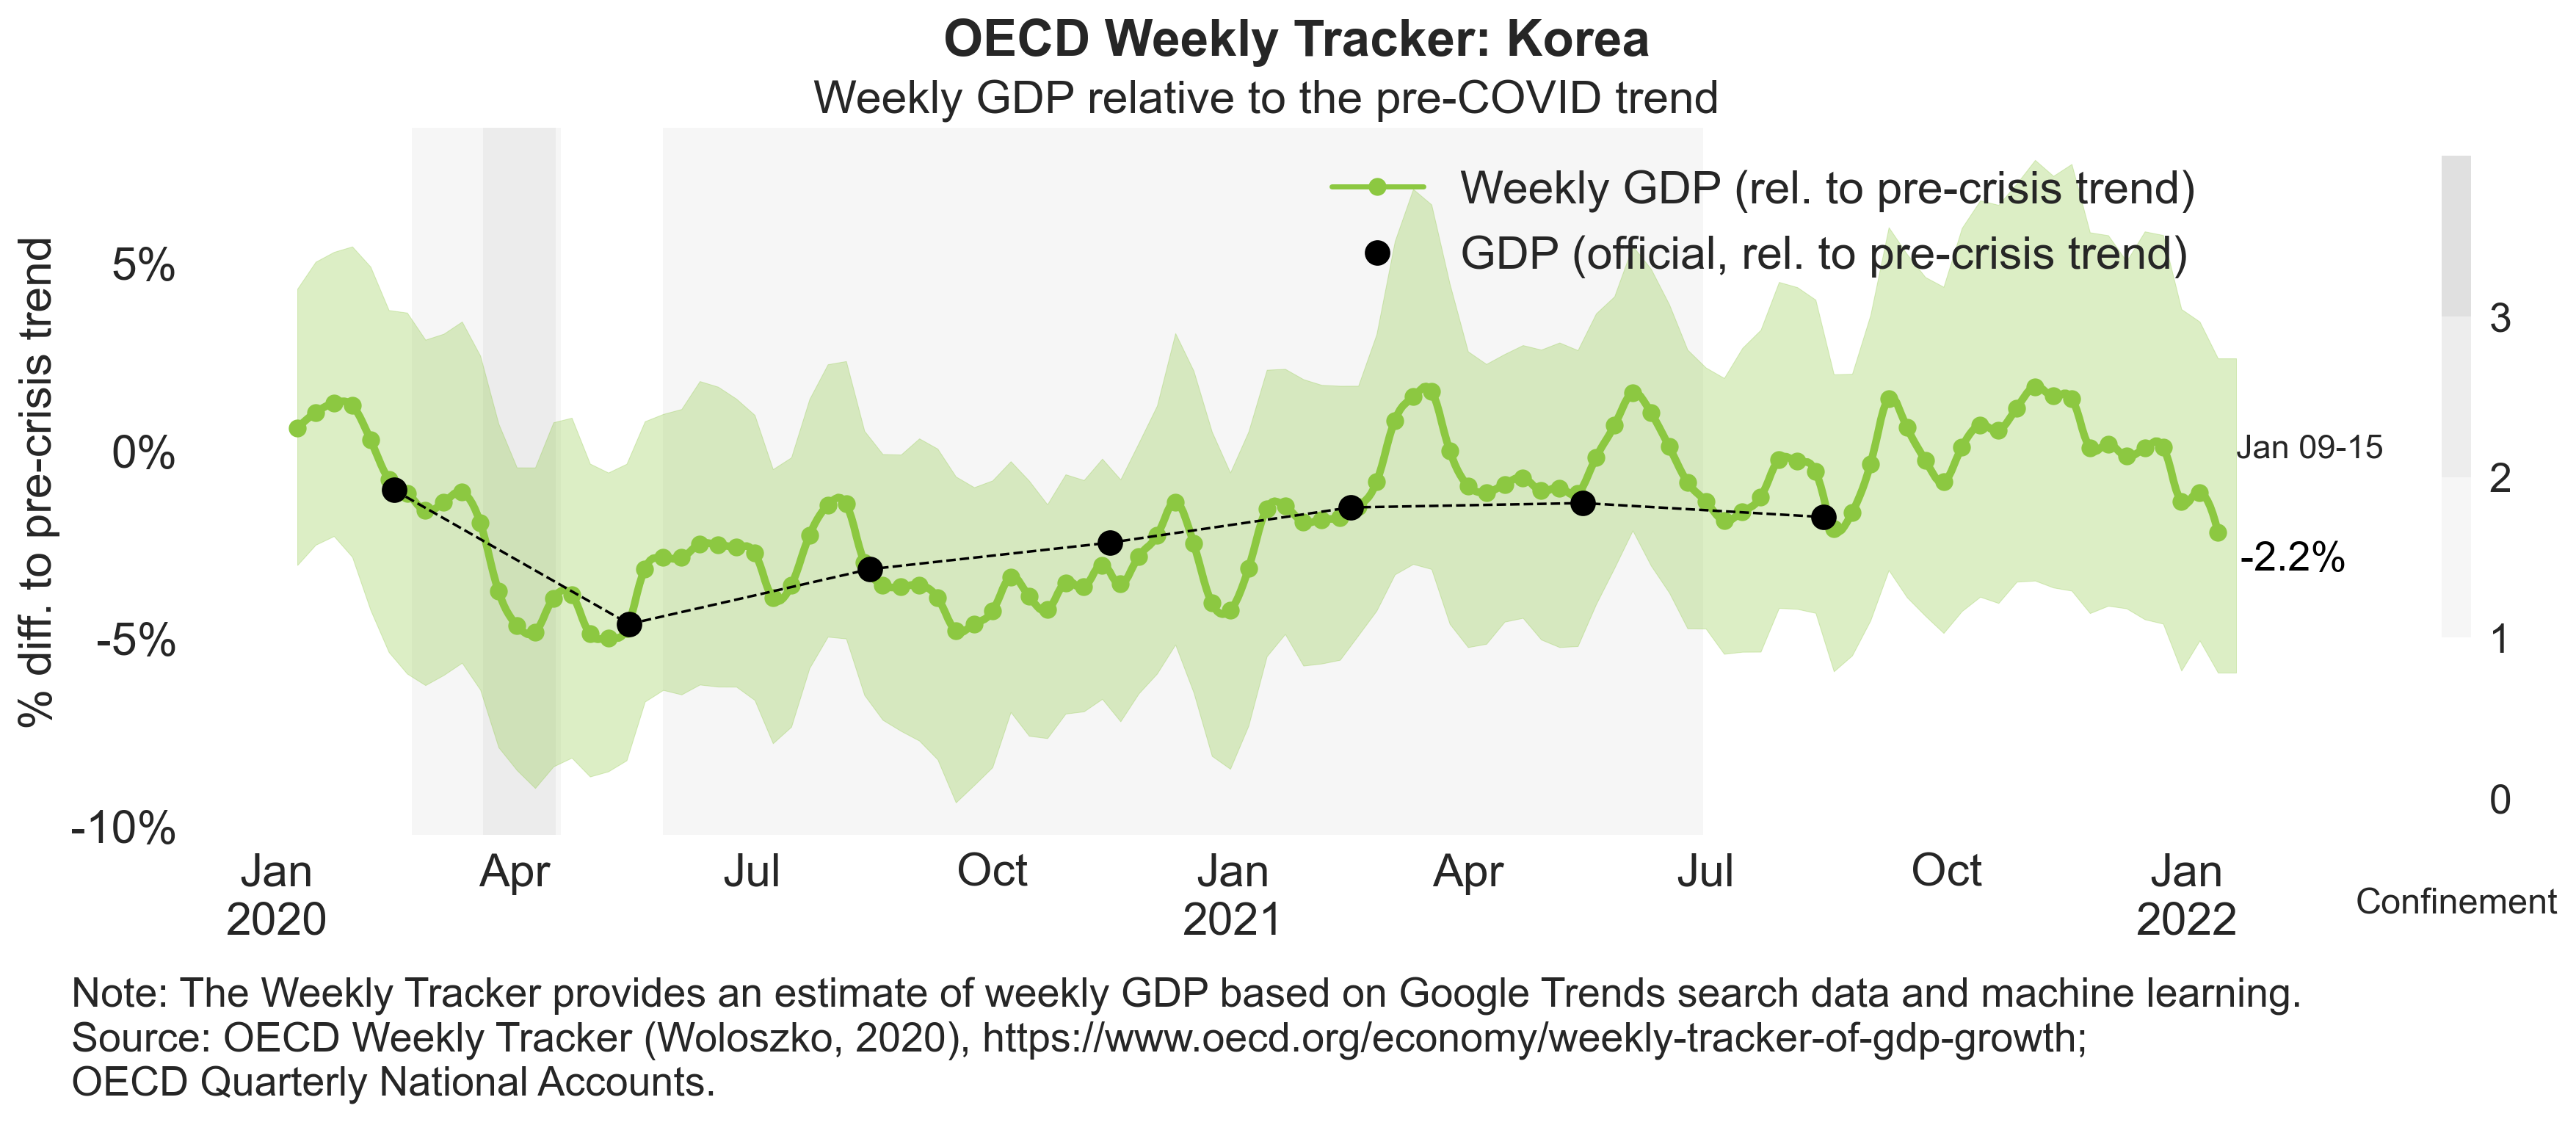 OECD Weekly Tracker: Korea
Weekly GDP relative to the pre-COVID trend
Weekly GDP (rel. to pre-crisis trend)
GDP (official, rel. to pre-crisis trend)
% diff. to pre-crisis trend
5%
0%
-5%
-10%
Jan 09-15
-2.2%
3
2
1
0
Confinement
Jan Apr Jul Oct Jan Apr Jul Oct Jan
2020 2021 2022
Note: The Weekly Tracker provides an estimate of weekly GDP based on Google Trends search data and machine learning.
Source: OECD Weekly Tracker (Woloszko, 2020), https://www.oecd.org/economy/weekly-tracker-of-gdp-growth;
OECD Quarterly National Accounts.